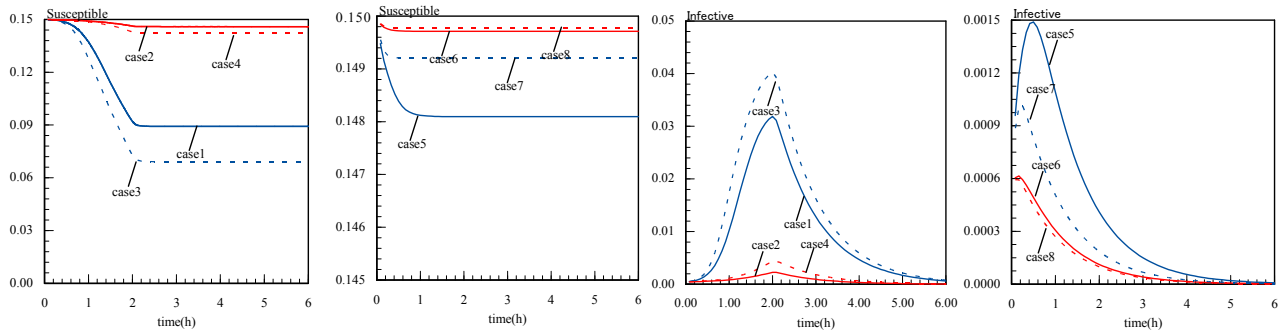 Susceptible
0.15
0.12
0.09
0.06
0.03
0.00
case2
case4
case1
case3
0 1 2 3 4 5 6
time(h)
Susceptible
0.150
0.149
0.148
0.147
0.146
0.145
case6
case8
case7
case5
0 1 2 3 4 5 6
time(h)
Infective
0.05
0.04
0.03
0.02
0.01
0.00
case3
case1
case2
case4
0.00 1.00 2.00 3.00 4.00 5.00 6.00
time(h)
Infective
0.0015
0.0012
0.0009
0.0006
0.0003
0.0000
case5
case7
case6
case8
0 1 2 3 4 5 6
time(h)